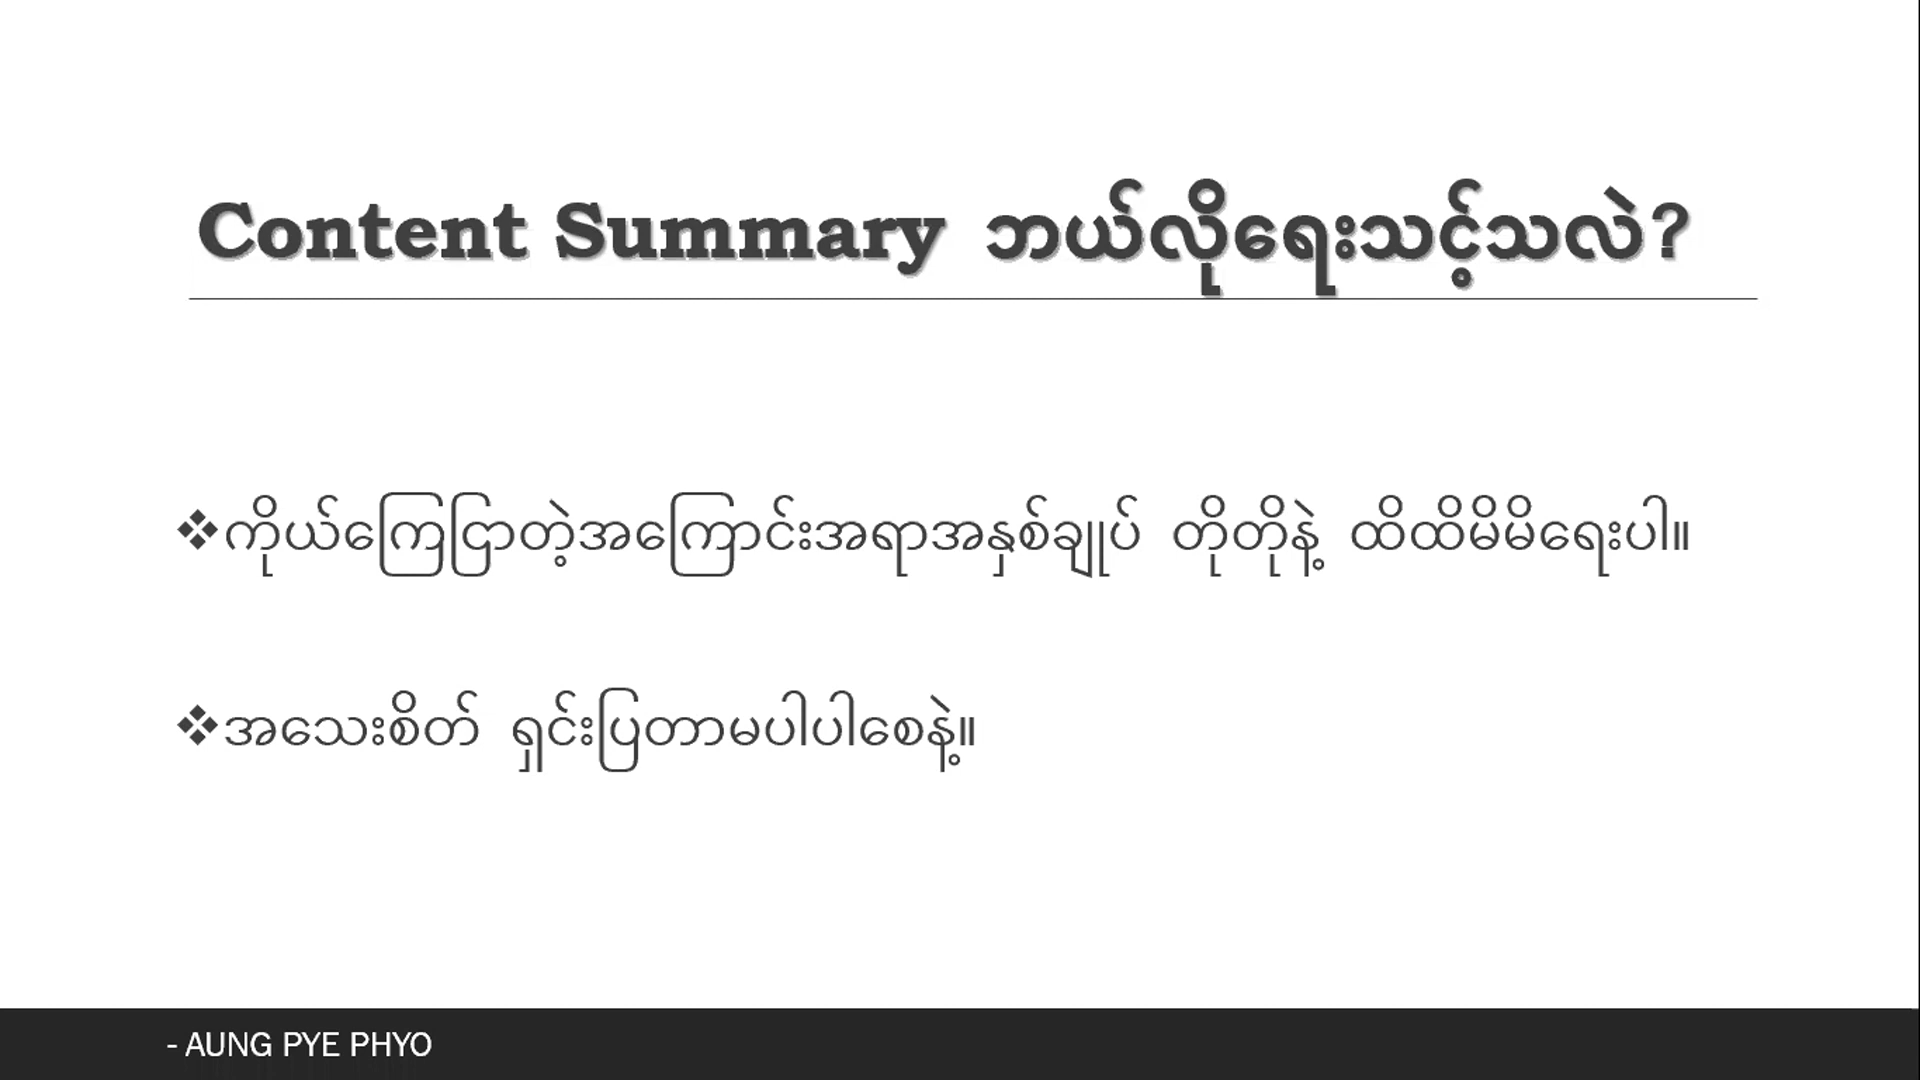 Content Summary ဘယ်လိုရေးသင့်သလဲ?
❖ကိုယ်ကြေငြာတဲ့အကြောင်းအရာအနှစ်ချုပ် တိုတိုနဲ့ ထိထိမိမိရေးပါ။
❖အသေးစိတ် ရှင်းပြတာမပါပါစေနဲ့။
- AUNG PYE PHYO